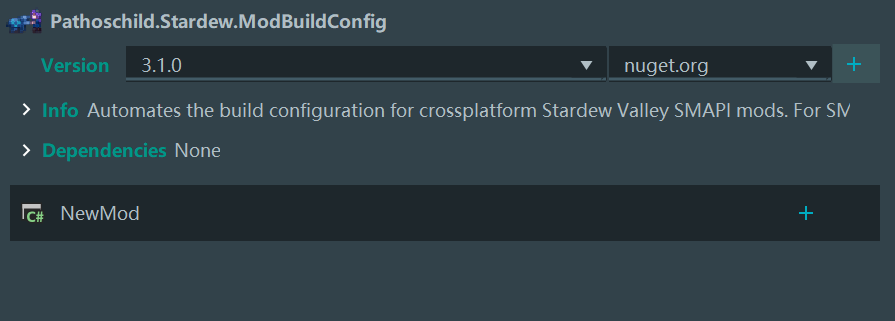 Pathoschild.Stardew.ModBuildConfig
Version 3.1.0 nuget.org
Info Automates the build configuration for crossplatform Stardew Valley SMAPI mods. For SM
Dependencies None
C# NewMod